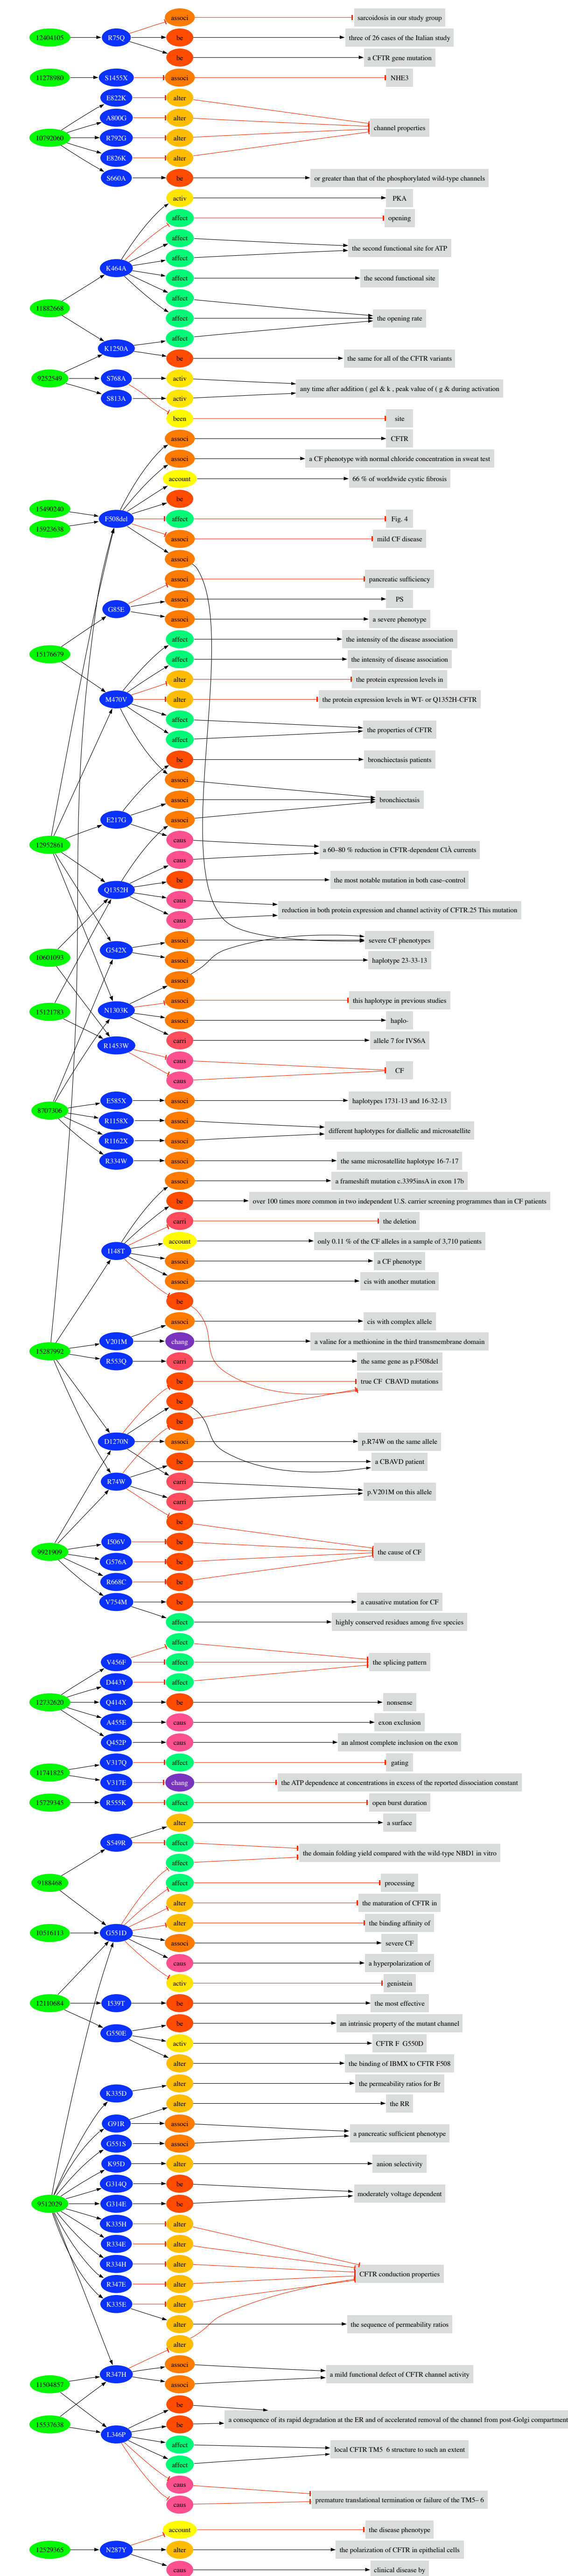 associ
sarcoidosis in our study group
12404105
R75Q
be
three of 26 cases of the Italian study
be
a CFTR gene mutation
11278980
S1455X
associ
NHE3
E822K
alter
A800G
alter
channel properties
10792060
R792G
alter
E826K
alter
S660A
be
or greater than that of the phosphorylated wild-type channels
activ
PKA
affect
opening
affect
the second functional site for ATP
K464A
affect
affect
the second functional site
affect
11882668
affect
the opening rate
K1250A
affect
be
the same for all of the CFTR variants
9252549
S768A
activ
any time after addition ( gel & k , peak value of ( g & during activation
S813A
activ
been
site
associ
CFTR
associ
a CF phenotype with normal chloride concentration in sweat test
account
66 % of worldwide cystic fibrosis
be
15490240
F508del
affect
Fig. 4
15923638
associ
mild CF disease
associ
associ
pancreatic sufficiency
G85E
associ
PS
associ
a severe phenotype
affect
the intensity of the disease association
15176679
affect
the intensity of disease association
alter
the protein expression levels in
M470V
alter
the protein expression levels in WT- or Q1352H-CFTR
affect
the properties of CFTR
affect
be
bronchiectasis patients
associ
associ
bronchiectasis
E217G
associ
caus
a 60–80 % reduction in CFTR-dependent ClÀ currents
12952861
caus
be
the most notable mutation in both case–control
Q1352H
caus
reduction in both protein expression and channel activity of CFTR.25 This mutation
caus
associ
severe CF phenotypes
G542X
associ
haplotype 23-33-13
10601093
associ
associ
this haplotype in previous studies
N1303K
associ
haplo-
15121783
carri
allele 7 for IVS6A
R1453W
caus
CF
caus
E585X
associ
haplotypes 1731-13 and 16-32-13
8707306
R1158X
associ
different haplotypes for diallelic and microsatellite
R1162X
associ
R334W
associ
the same microsatellite haplotype 16-7-17
associ
a frameshift mutation c.3395insA in exon 17b
be
over 100 times more common in two independent U.S. carrier screening programmes than in CF patients
carri
the deletion
account
only 0.11 % of the CF alleles in a sample of 3,710 patients
I148T
associ
a CF phenotype
associ
cis with another mutation
be
associ
cis with complex allele
V201M
chang
a valine for a methionine in the third transmembrane domain
15287992
R553Q
carri
the same gene as p.F508del
be
true CF CBAVD mutations
be
be
D1270N
associ
p.R74W on the same allele
be
a CBAVD patient
R74W
carri
p.V201M on this allele
carri
be
I506V
be
the cause of CF
9921909
G576A
be
R668C
be
V754M
be
a causative mutation for CF
affect
highly conserved residues among five species
affect
V456F
affect
the splicing pattern
D443Y
affect
12732620
Q414X
be
nonsense
A455E
caus
exon exclusion
Q452P
caus
an almost complete inclusion on the exon
V317Q
affect
gating
11741825
V317E
chang
the ATP dependence at concentrations in excess of the reported dissociation constant
15729345
R555K
affect
open burst duration
alter
a surface
S549R
affect
the domain folding yield compared with the wild-type NBD1 in vitro
affect
9188468
affect
processing
alter
the maturation of CFTR in
alter
the binding affinity of
10516113
G551D
associ
severe CF
caus
a hyperpolarization of
activ
genistein
12110684
I539T
be
the most effective
be
an intrinsic property of the mutant channel
G550E
activ
CFTR F G550D
alter
the binding of IBMX to CFTR F508
K335D
alter
the permeability ratios for Br
alter
the RR
G91R
associ
a pancreatic sufficient phenotype
G551S
associ
K95D
alter
anion selectivity
G314Q
be
moderately voltage dependent
9512029
G314E
be
K335H
alter
R334E
alter
R334H
alter
CFTR conduction properties
R347E
alter
K335E
alter
alter
the sequence of permeability ratios
alter
R347H
associ
a mild functional defect of CFTR channel activity
11504857
associ
be
13537638
be
a consequence of its rapid degradation at the ER and of accelerated removal of the channel from post-Golgi compartment
L346P
affect
local CFTR TM5 6 structure to such an extent
affect
caus
premature translational termination or failure of the TM5– 6
caus
account
the disease phenotype
12529365
N287Y
alter
the polarization of CFTR in epithelial cells
caus
clinical disease by